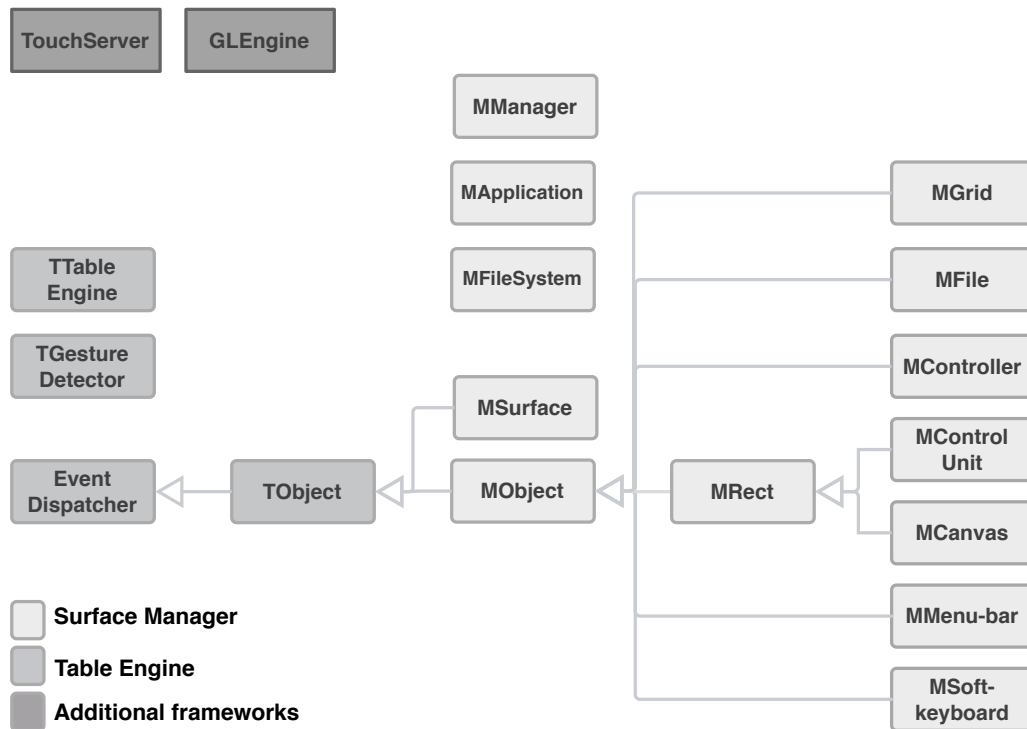 TouchServer
GLEngine
MManager
MApplication
MGrid
TTable
Engine
MFileSystem
MFile
TGesture
Detector
MController
MSurface
MControl
Unit
Event
Dispatcher
TObject
MObject
MRect
MCanvas
Surface Manager
MMenu-bar
Table Engine
MSoft-
keyboard
Additional frameworks